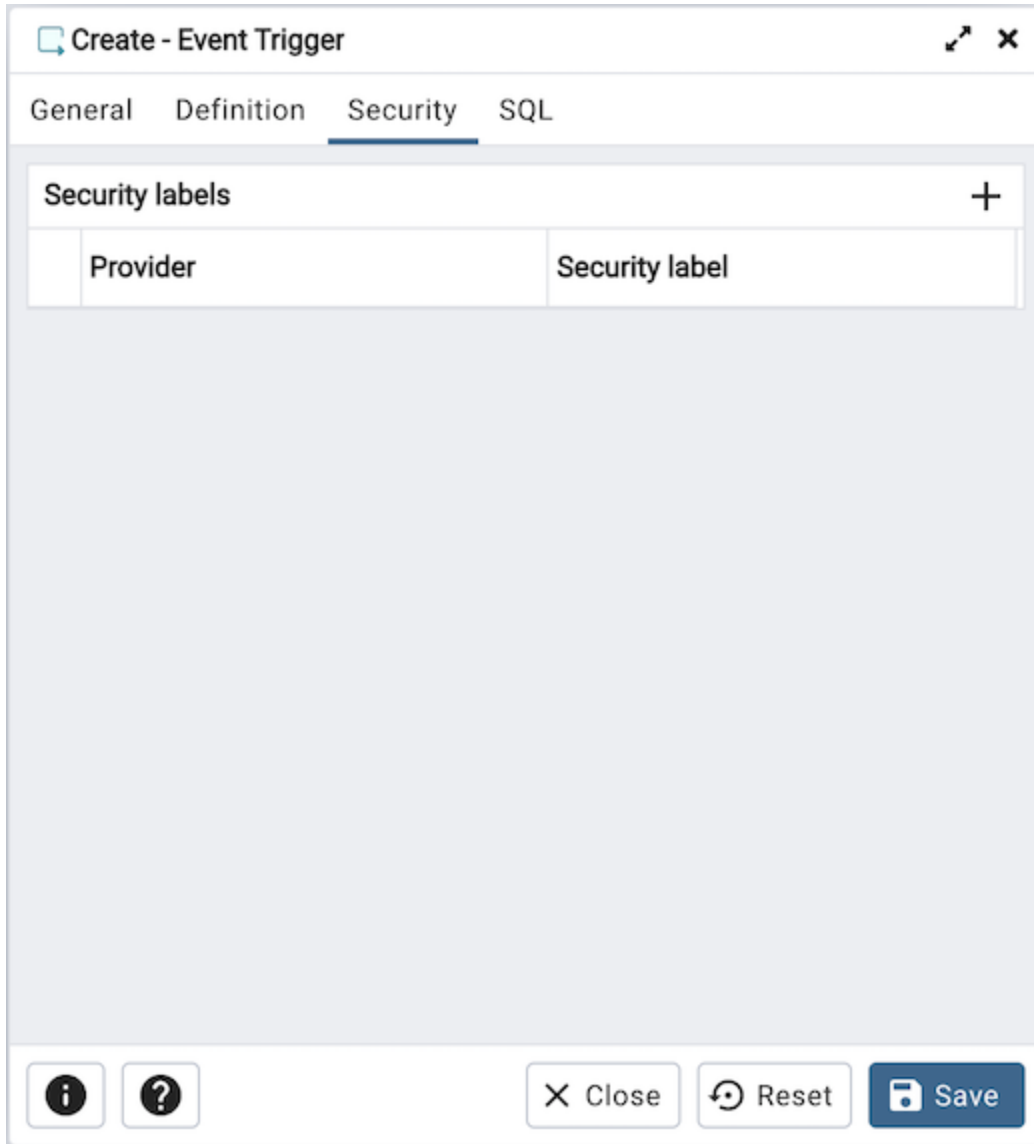 Create - Event Trigger
General Definition Security SQL
Security labels
Provider Security label
Close Reset Save